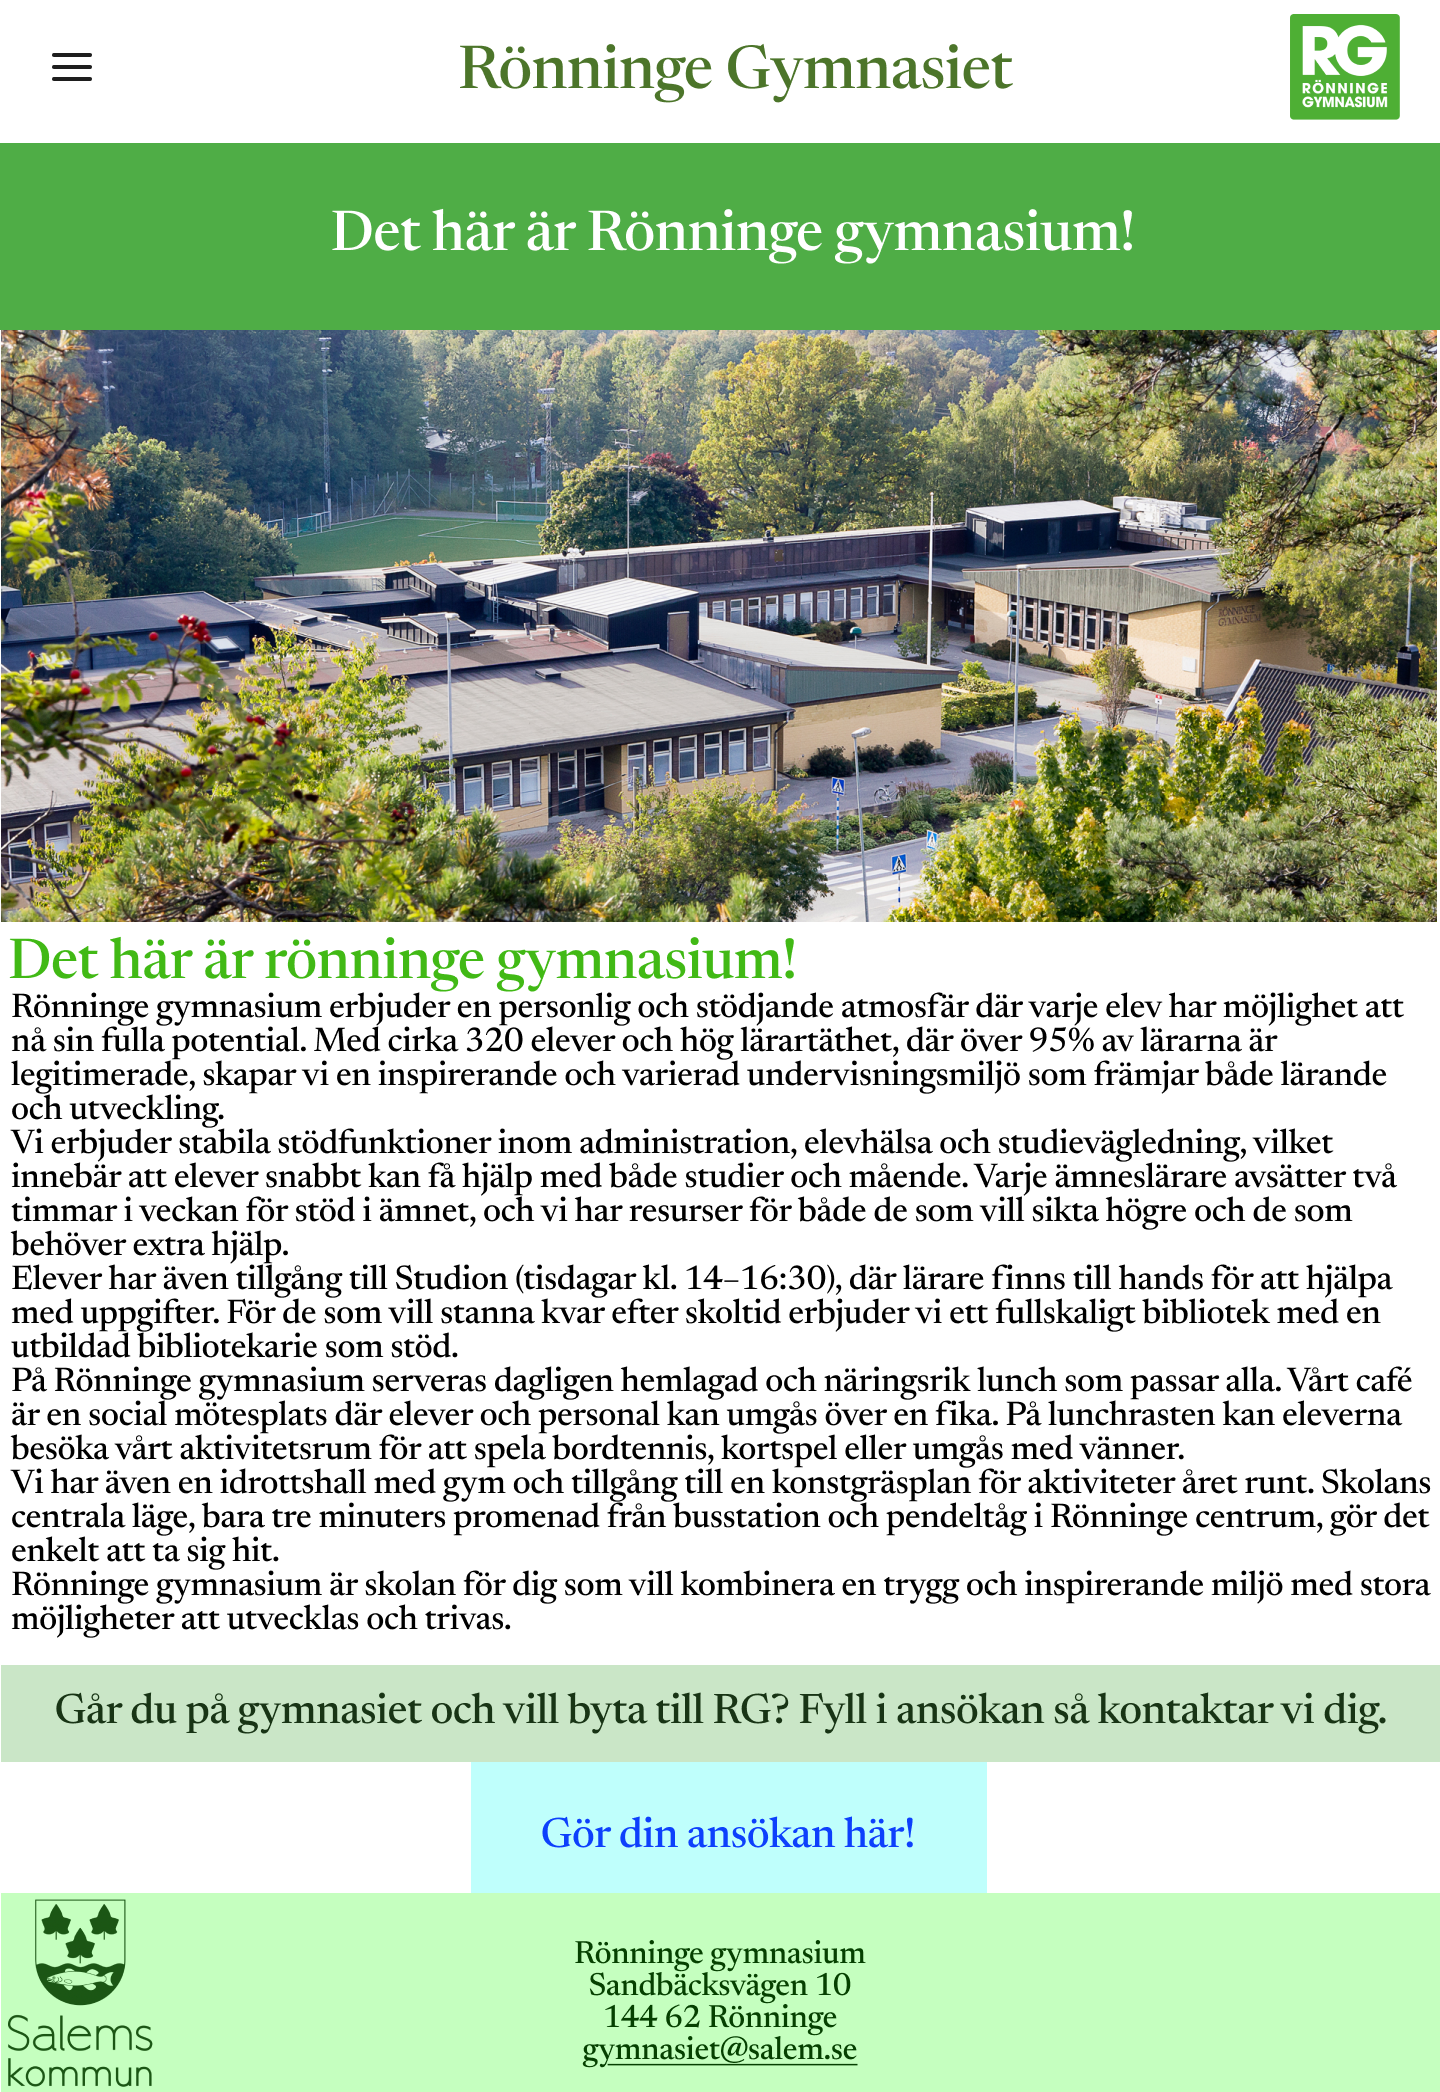 Rönninge Gymnasiet
RG
RÖNNINGE
GYMNASIUM
Det här är Rönninge gymnasium!
RÖNNINGE
GYMNASIUM
Det här är rönninge gymnasium!
Rönninge gymnasium erbjuder en personlig och stödjande atmosfär där varje elev har möjlighet att
nå sin fulla potential. Med cirka 320 elever och hög lärartäthet, där över 95% av lärarna är
legitimerade, skapar vi en inspirerande och varierad undervisningsmiljö som främjar både lärande
och utveckling.
Vi erbjuder stabila stödfunktioner inom administration, elevhälsa och studievägledning, vilket
innebär att elever snabbt kan få hjälp med både studier och mående. Varje ämneslärare avsätter två
timmar i veckan för stöd i ämnet, och vi har resurser för både de som vill sikta högre och de som
behöver extra hjälp.
Elever har även tillgång till Studion (tisdagar kl. 14–16:30), där lärare finns till hands för att hjälpa
med uppgifter. För de som vill stanna kvar efter skoltid erbjuder vi ett fullskaligt bibliotek med en
utbildad bibliotekarie som stöd.
På Rönninge gymnasium serveras dagligen hemlagad och näringsrik lunch som passar alla. Vårt café
är en social mötesplats där elever och personal kan umgås över en fika. På lunchrasten kan eleverna
besöka vårt aktivitetsrum för att spela bordtennis, kortspel eller umgås med vänner.
Vi har även en idrottshall med gym och tillgång till en konstgräsplan för aktiviteter året runt. Skolans
centrala läge, bara tre minuters promenad från busstation och pendeltåg i Rönninge centrum, gör det
enkelt att ta sig hit.
Rönninge gymnasium är skolan för dig som vill kombinera en trygg och inspirerande miljö med stora
möjligheter att utvecklas och trivas.
Går du på gymnasiet och vill byta till RG? Fyll i ansökan så kontaktar vi dig.
Gör din ansökan här!
Salems
kommun
Rönninge gymnasium
Sandbäcksvägen 10
144 62 Rönninge
gymnasiet@salem.se